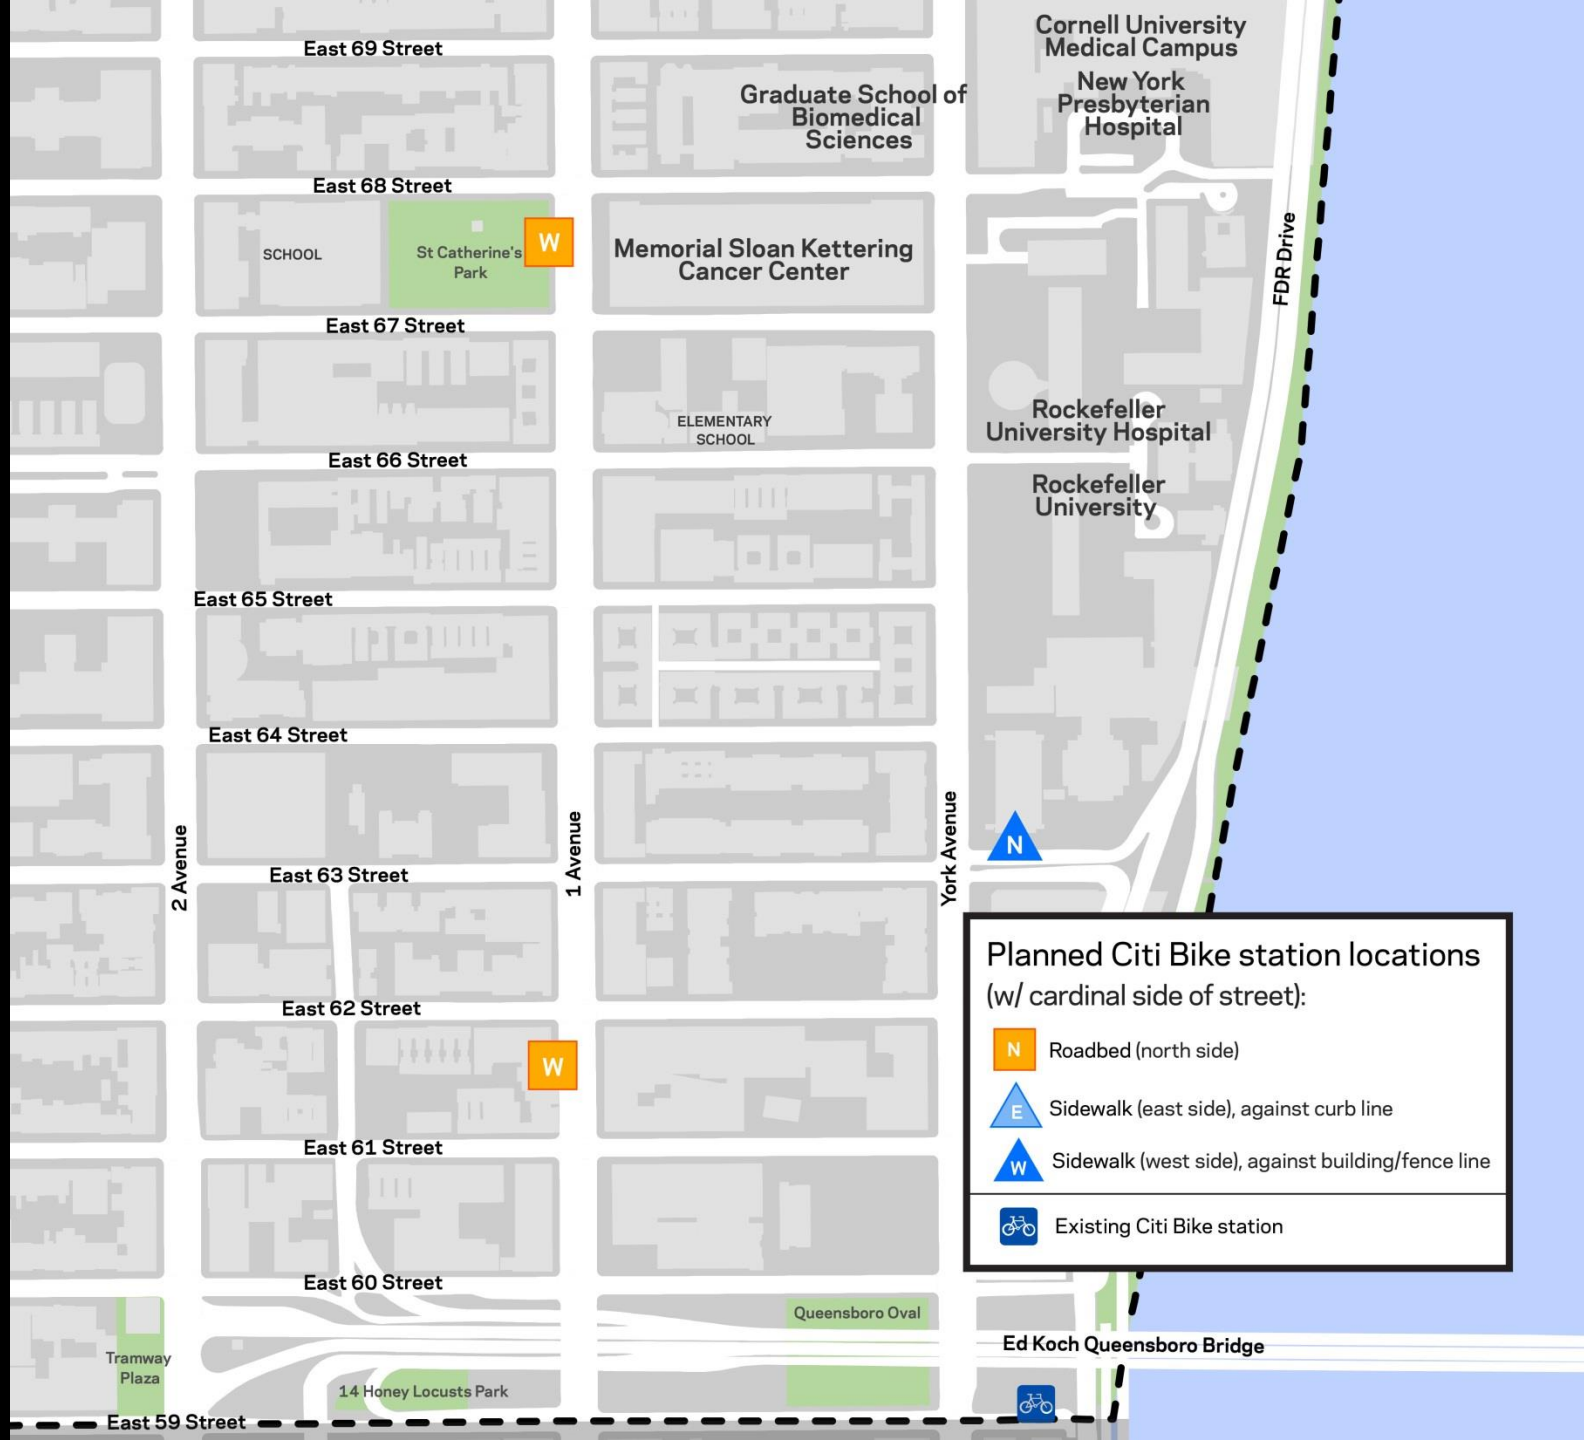 East 69 Street
Cornell University
Medical Campus
New York
Presbyterian
Hospital
Graduate School of
Biomedical
Sciences
East 68 Street
SCHOOL
St Catherine's
Park
W
Memorial Sloan Kettering
Cancer Center
FDR Drive
East 67 Street
ELEMENTARY
SCHOOL
Rockefeller
University Hospital
East 66 Street
Rockefeller
University
East 65 Street
East 64 Street
2 Avenue
1 Avenue
York Avenue
N
East 63 Street
East 62 Street
W
East 61 Street
East 60 Street
Planned Citi Bike station locations
(w/ cardinal side of street):
N Roadbed (north side)
E Sidewalk (east side), against curb line
W Sidewalk (west side), against building/fence line
Existing Citi Bike station
Queensboro Oval
Ed Koch Queensboro Bridge
Tramway
Plaza
14 Honey Locusts Park
East 59 Street